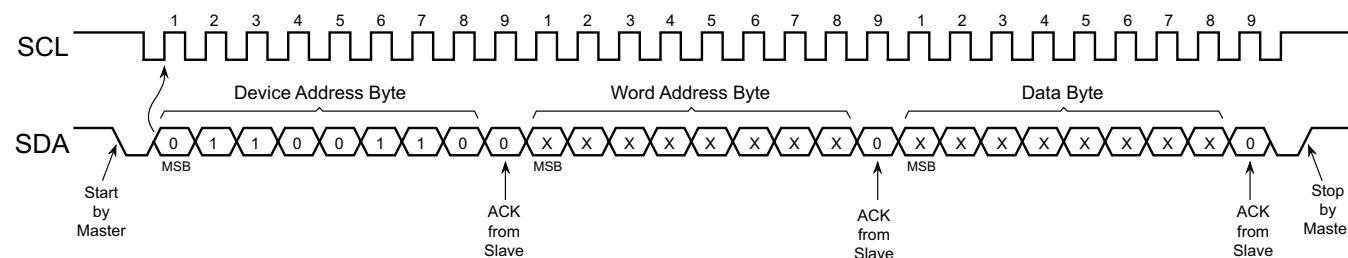 1 2 3 4 5 6 7 8 9 1 2 3 4 5 6 7 8 9 1 2 3 4 5 6 7 8 9
SCL
Device Address Byte Word Address Byte Data Byte
SDA 0 1 1 0 0 1 1 0 0 X X X X X X X X 0 X X X X X X X X 0
MSB MSB MSB
Start
by
Master
ACK
from
Slave
ACK
from
Slave
ACK
from
Slave
Stop
by
Master